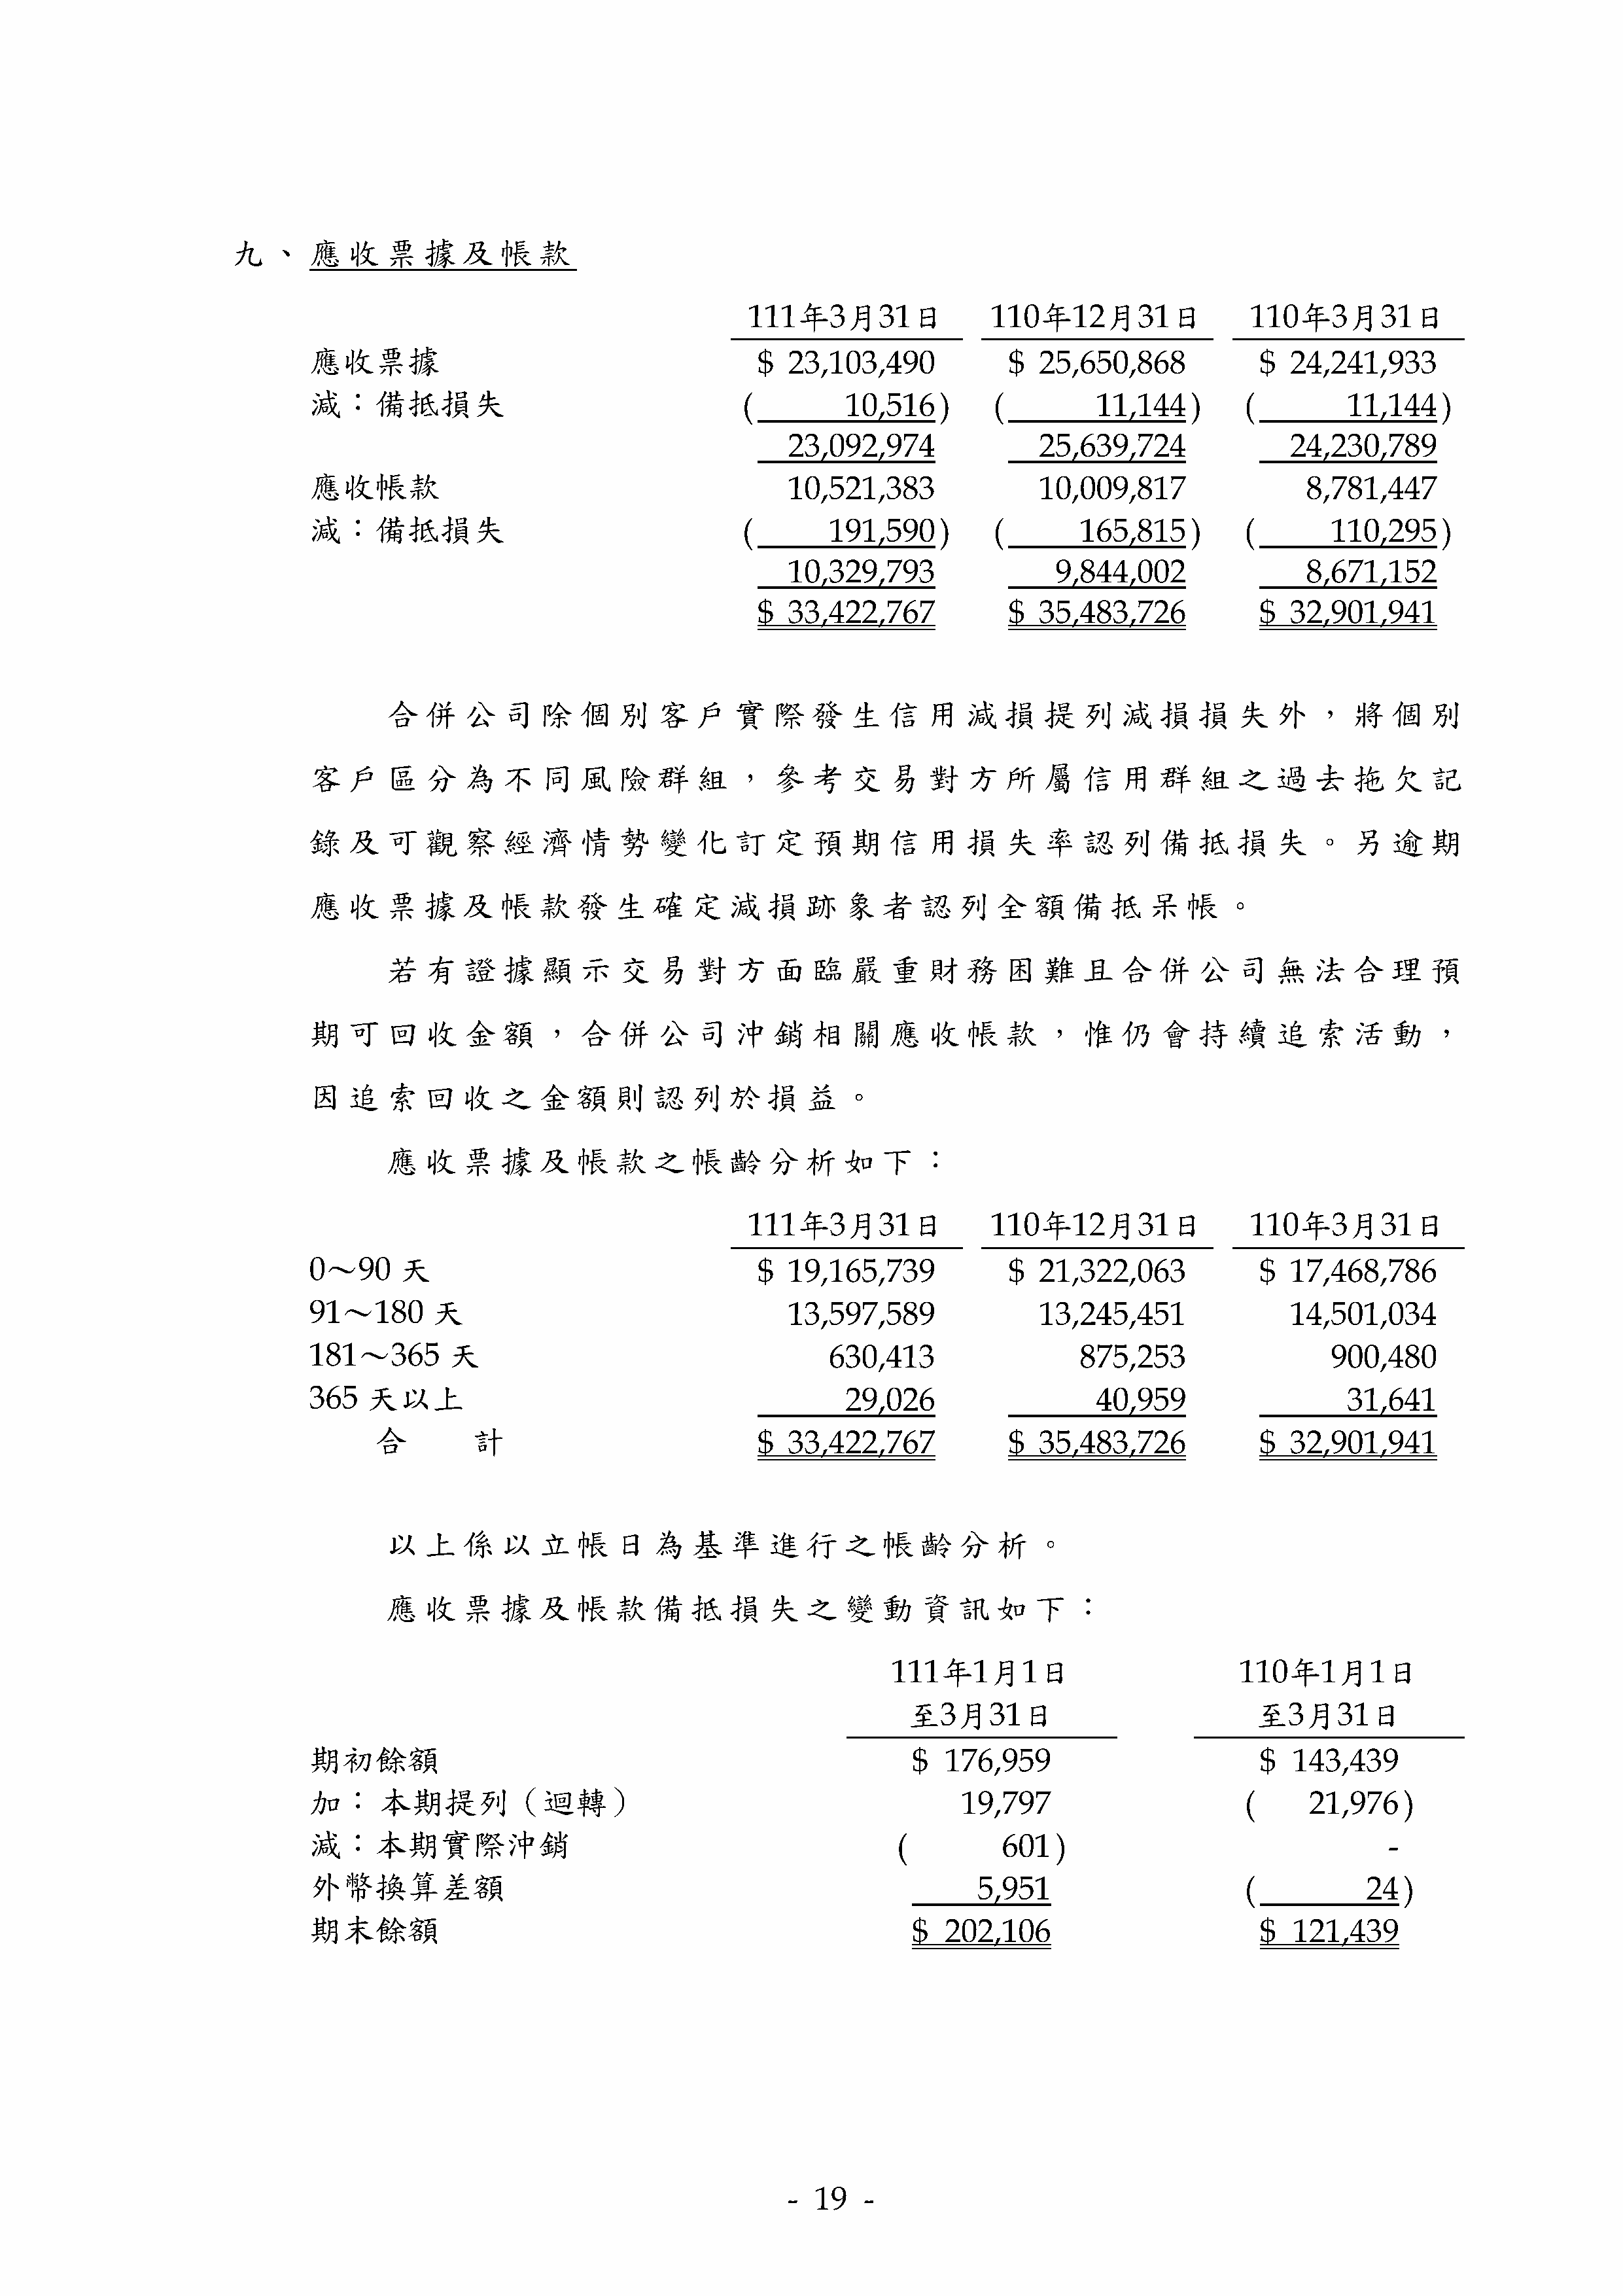 九、應收票據及帳款
111年3月31日 110年12月31日 110年3月31日
應收票據 $ 23,103,490 $ 25,650,868 $ 24,241,933
減：備抵損失 ( 10,516) ( 11,144) ( 11,144)
23,092,974 25,639,724 24,230,789
應收帳款 10,521,383 10,009,817 8,781,447
減：備抵損失 ( 191,590) ( 165,815) ( 110,295)
10,329,793 9,844,002 8,671,152
$ 33,422,767 $ 35,483,726 $ 32,901,941
合併公司除個別客戶實際發生信用減損提列減損損失外，將個別
客戶區分為不同風險群組，參考交易對方所屬信用群組之過去拖欠記
錄及可觀察經濟情勢變化訂定預期信用損失率認列備抵損失。另逾期
應收票據及帳款發生確定減損跡象者認列全額備抵呆帳。
若有證據顯示交易對方面臨嚴重財務困難且合併公司無法合理預
期可回收金額，合併公司沖銷相關應收帳款，惟仍會持續追索活動，
因追索回收之金額則認列於損益。
應收票據及帳款之帳齡分析如下：
111年3月31日 110年12月31日 110年3月31日
0～90 天 $ 19,165,739 $ 21,322,063 $ 17,468,786
91～180 天 13,597,589 13,245,451 14,501,034
181～365 天 630,413 875,253 900,480
365 天以上 29,026 40,959 31,641
合 計 $ 33,422,767 $ 35,483,726 $ 32,901,941
以上係以立帳日為基準進行之帳齡分析。
應收票據及帳款備抵損失之變動資訊如下：
111年1月1日 110年1月1日
至3月31日 至3月31日
期初餘額 $ 176,959 $ 143,439
加：本期提列（迴轉） 19,797 ( 21,976)
減：本期實際沖銷 ( 601) -
外幣換算差額 5,951 ( 24)
期末餘額 $ 202,106 $ 121,439
- 19 -